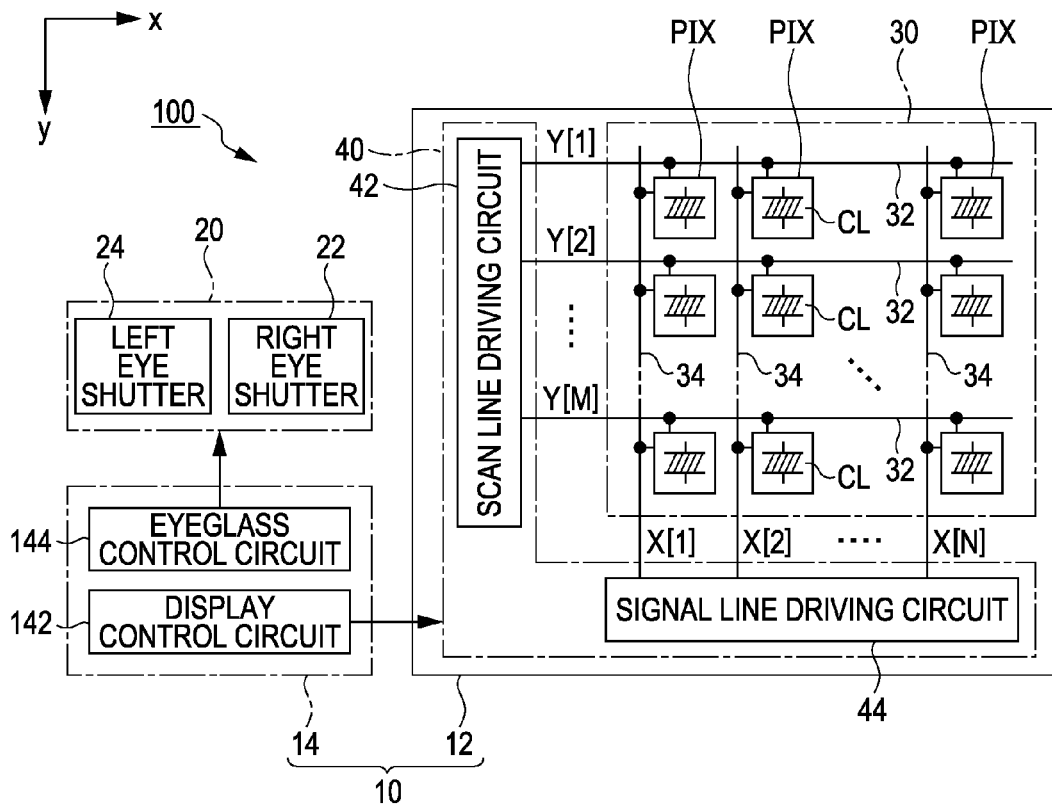 x
y
100
PIX PIX 30 PIX
40
42
Y[1]
Y[2]
Y[M]
SCAN LINE DRIVING CIRCUIT
32
32
32
CL
CL
CL
34 34 34
24 20 22
LEFT
EYE
SHUTTER
RIGHT
EYE
SHUTTER
144
EYEGLASS
CONTROL CIRCUIT
142
DISPLAY
CONTROL CIRCUIT
X[1] X[2] X[N]
SIGNAL LINE DRIVING CIRCUIT
44
14 12
10